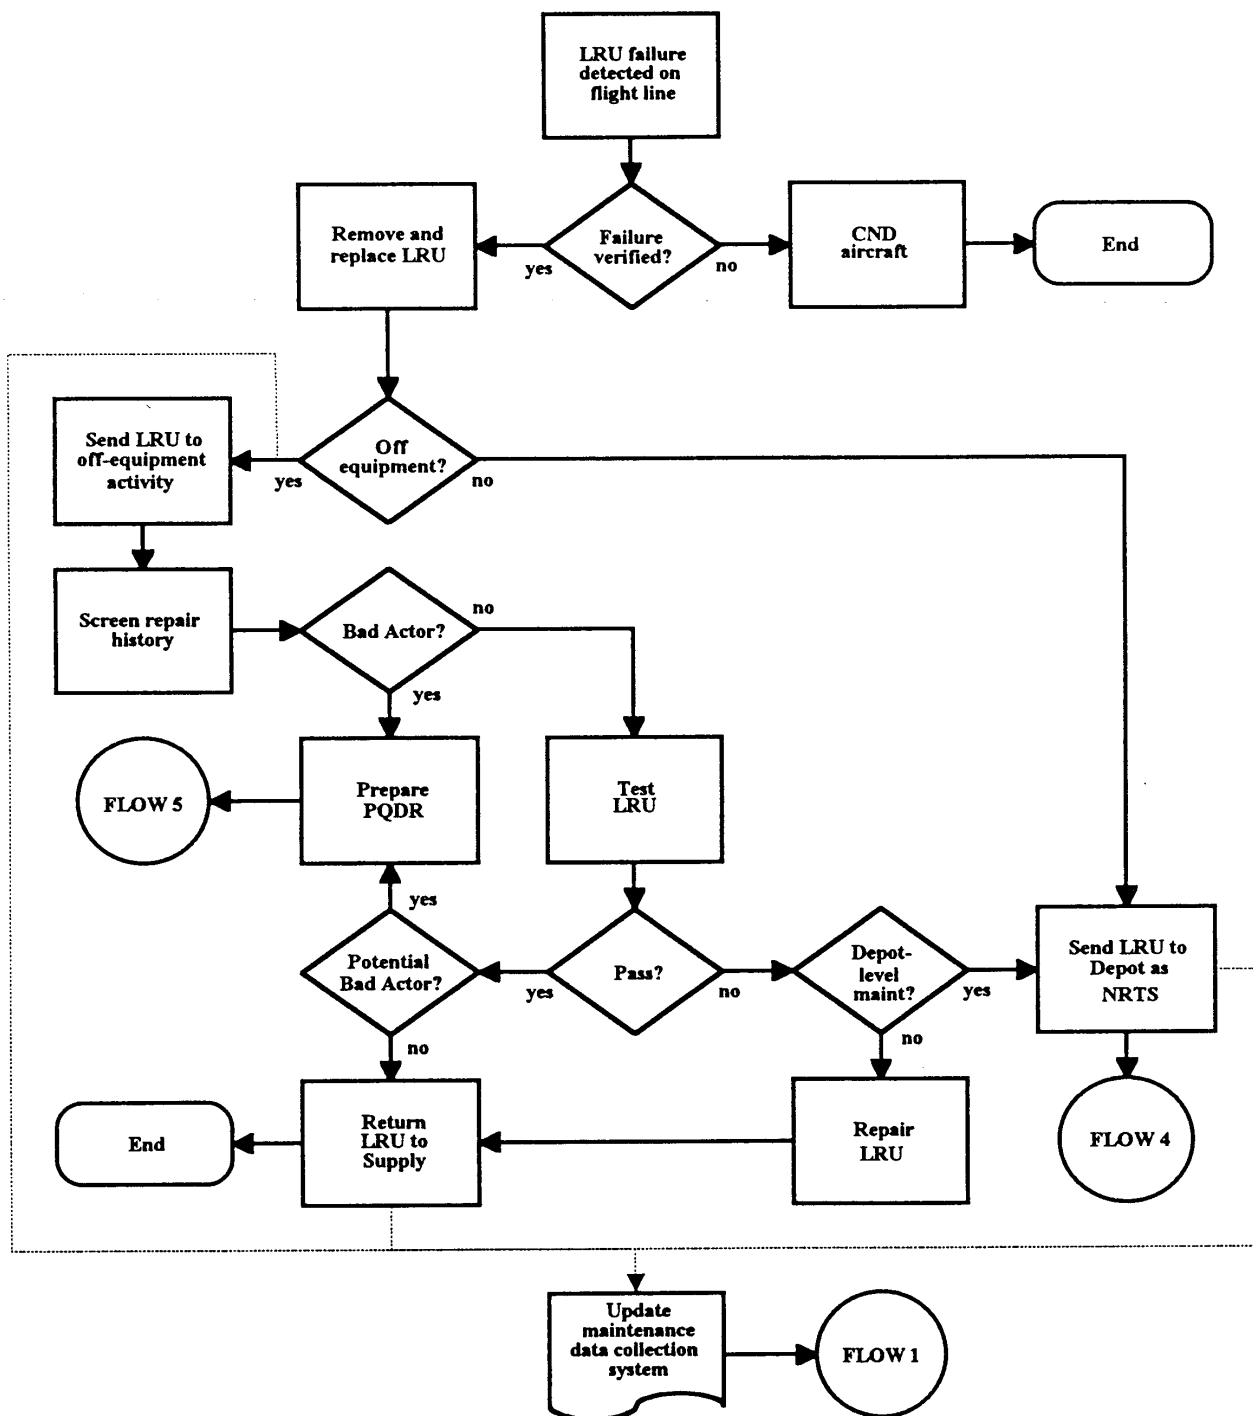 LRU failure
detected on
flight line
Remove and
replace LRU
yes
Failure
verified?
no
CND
aircraft
End
Send LRU to
off-equipment
activity
yes
Off
equipment?
no
Screen repair
history
Bad Actor?
no
yes
FLOW 5
Prepare
PQDR
Test
LRU
yes
Potential
Bad Actor?
yes
Pass?
no
Depot-
level
maint?
yes
Send LRU to
Depot as
NRTS
no
no
End
Return
LRU to
Supply
Repair
LRU
FLOW 4
Update
maintenance
data collection
system
FLOW 1